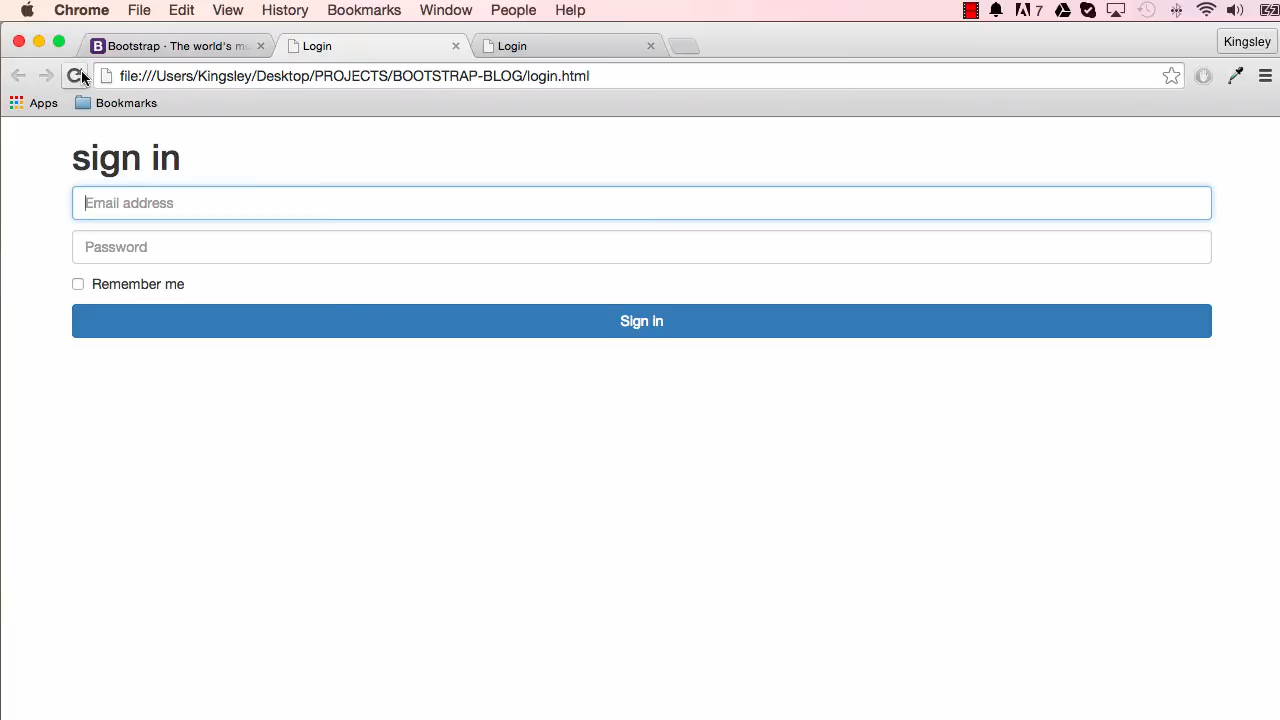 Chrome File Edit View History Bookmarks Window People Help 7
Bootstrap · The world's m Login Login Kingsley
file:///Users/Kingsley/Desktop/PROJECTS/BOOTSTRAP-BLOG/login.html
Apps Bookmarks
sign in
Email address
Password
Remember me
Sign in